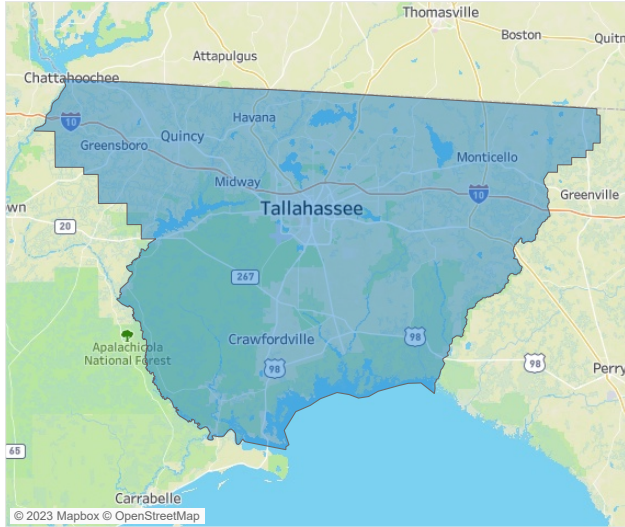 Thomasville
Boston
Quitm
Attapulgus
Chattahoochee
10
Havana
Quincy
Greensboro
Monticello
Midway
10
Greenville
Tallahassee
own
20
267
Apalachicola
National Forest
Crawfordville
98
98
98
Perry
65
Carrabelle
© 2023 Mapbox © OpenStreetMap